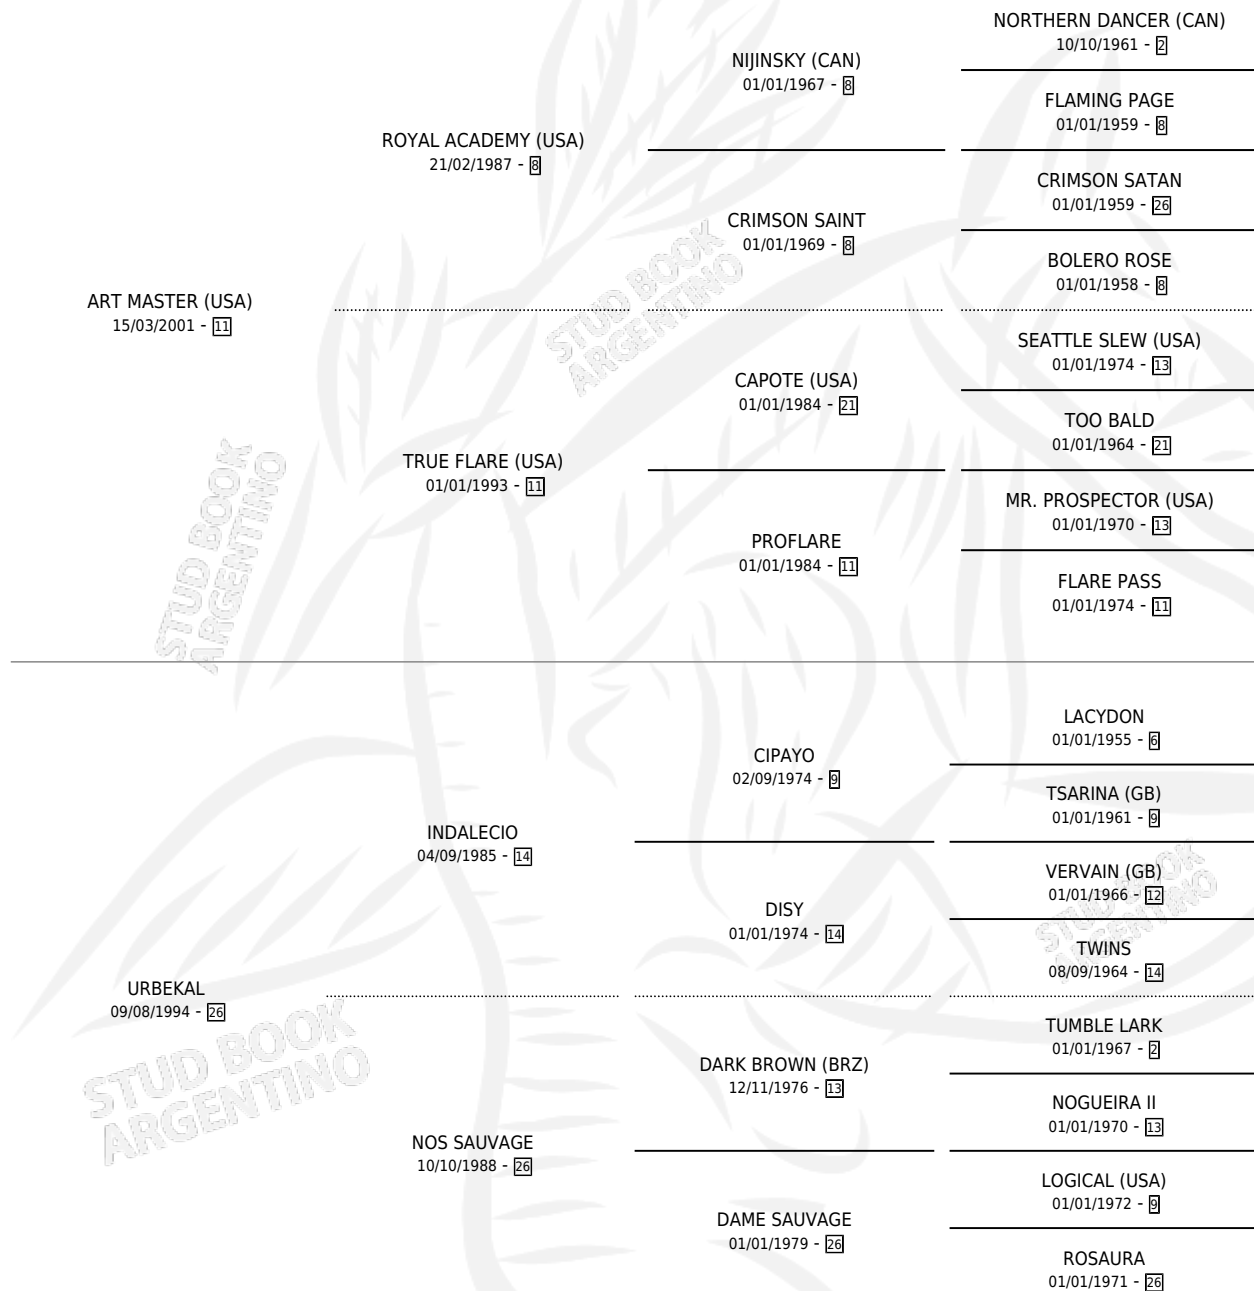 NORTHERN DANCER (CAN)
10/10/1961 - 2
NIJINSKY (CAN)
01/01/1967 - 8
FLAMING PAGE
01/01/1959 - 8
ROYAL ACADEMY (USA)
21/02/1987 - 8
CRIMSON SATAN
01/01/1959 - 26
CRIMSON SAINT
01/01/1969 - 8
BOLERO ROSE
01/01/1958 - 8
ART MASTER (USA)
15/03/2001 - 11
SEATTLE SLEW (USA)
01/01/1974 - 13
CAPOTE (USA)
01/01/1984 - 21
TOO BALD
01/01/1964 - 21
TRUE FLARE (USA)
01/01/1993 - 11
MR. PROSPECTOR (USA)
01/01/1970 - 13
PROFLARE
01/01/1984 - 11
FLARE PASS
01/01/1974 - 11
LACYDON
01/01/1955 - 6
CIPAYO
02/09/1974 - 9
TSARINA (GB)
01/01/1961 - 9
INDALECIO
04/09/1985 - 14
VERVAIN (GB)
01/01/1966 - 12
DISY
01/01/1974 - 14
TWINS
08/09/1964 - 14
URBEKAL
09/08/1994 - 26
TUMBLE LARK
01/01/1967 - 2
DARK BROWN (BRZ)
12/11/1976 - 13
NOGUEIRA II
01/01/1970 - 13
NOS SAUVAGE
10/10/1988 - 26
LOGICAL (USA)
01/01/1972 - 9
DAME SAUVAGE
01/01/1979 - 26
ROSAURA
01/01/1971 - 26
STUD BOOK
ARGENTINO
STUD BOOK
ARGENTINO
STUD BOOK
ARGENTINO
STUD BOOK
ARGENTINO